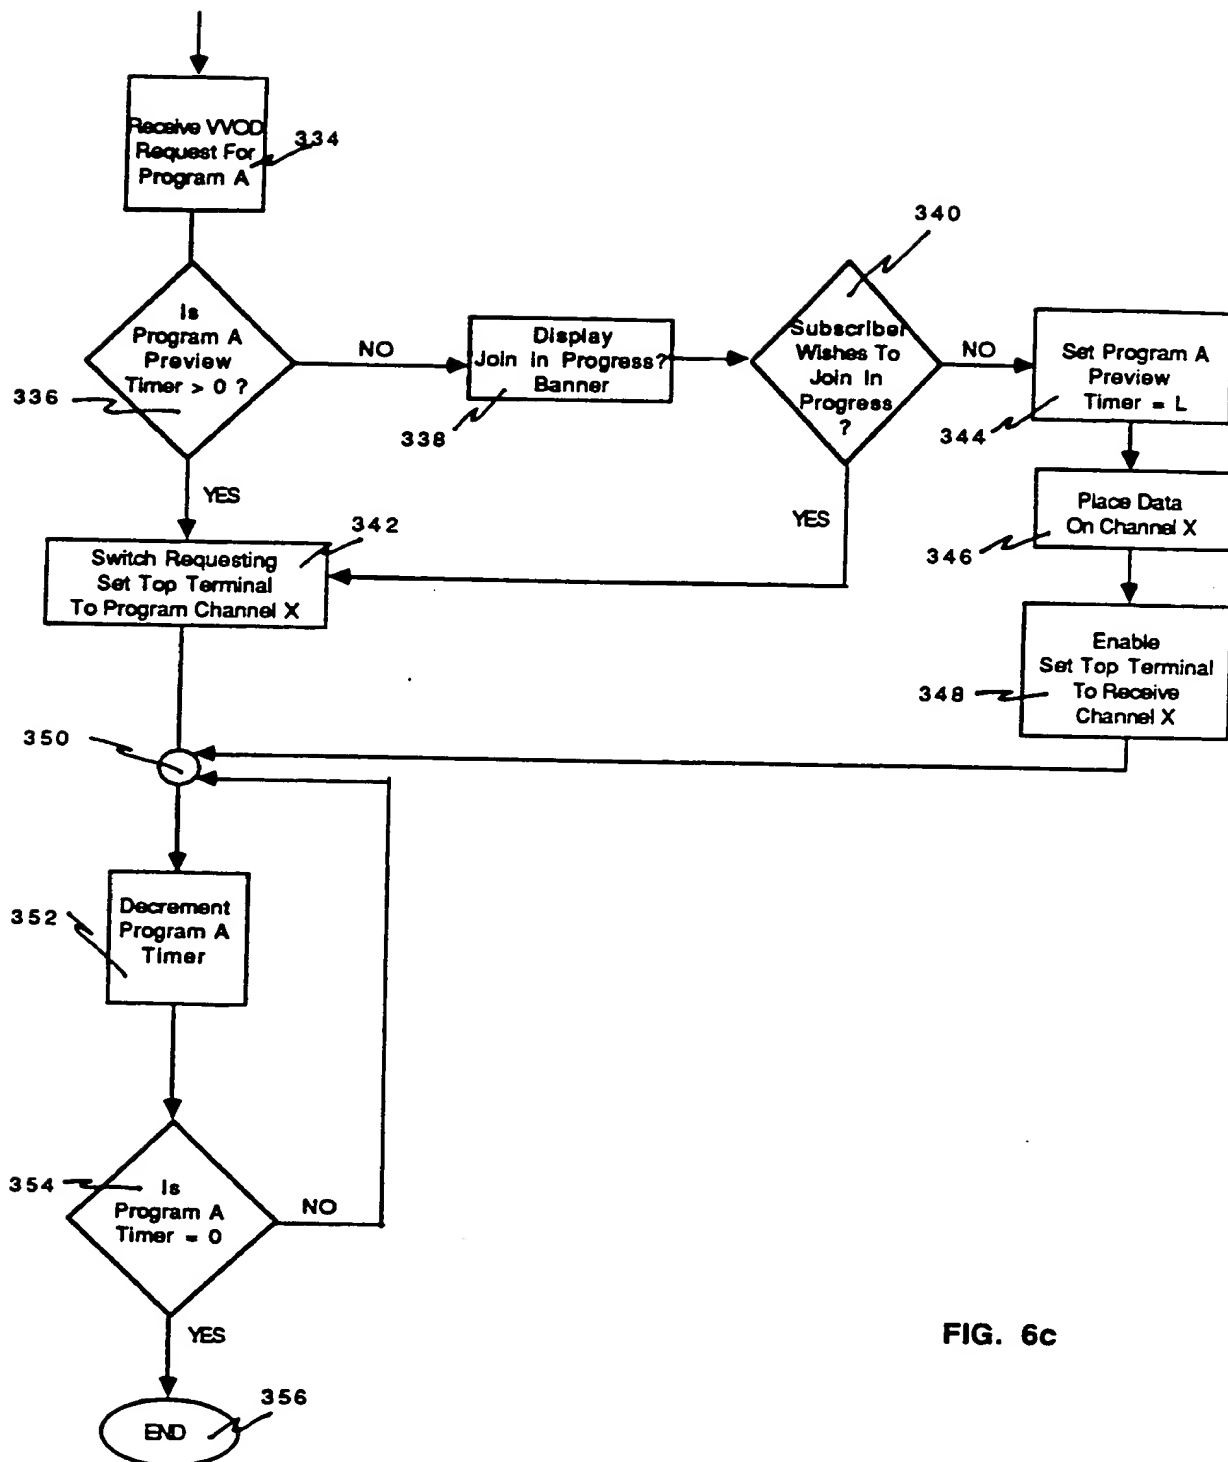 Receive VVOD
Request For
Program A
334
Is
Program A
Preview
Timer > 0 ?
336
NO
YES
Display
Join In Progress?
Banner
338
340
Subscriber
Wishes To
Join In
Progress
?
NO
YES
Set Program A
Preview
Timer = L
344
Place Data
On Channel X
346
Enable
Set Top Terminal
To Receive
Channel X
348
342
Switch Requesting
Set Top Terminal
To Program Channel X
350
Decrement
Program A
Timer
352
354
Is
Program A
Timer = 0
NO
YES
END
356
FIG. 6c